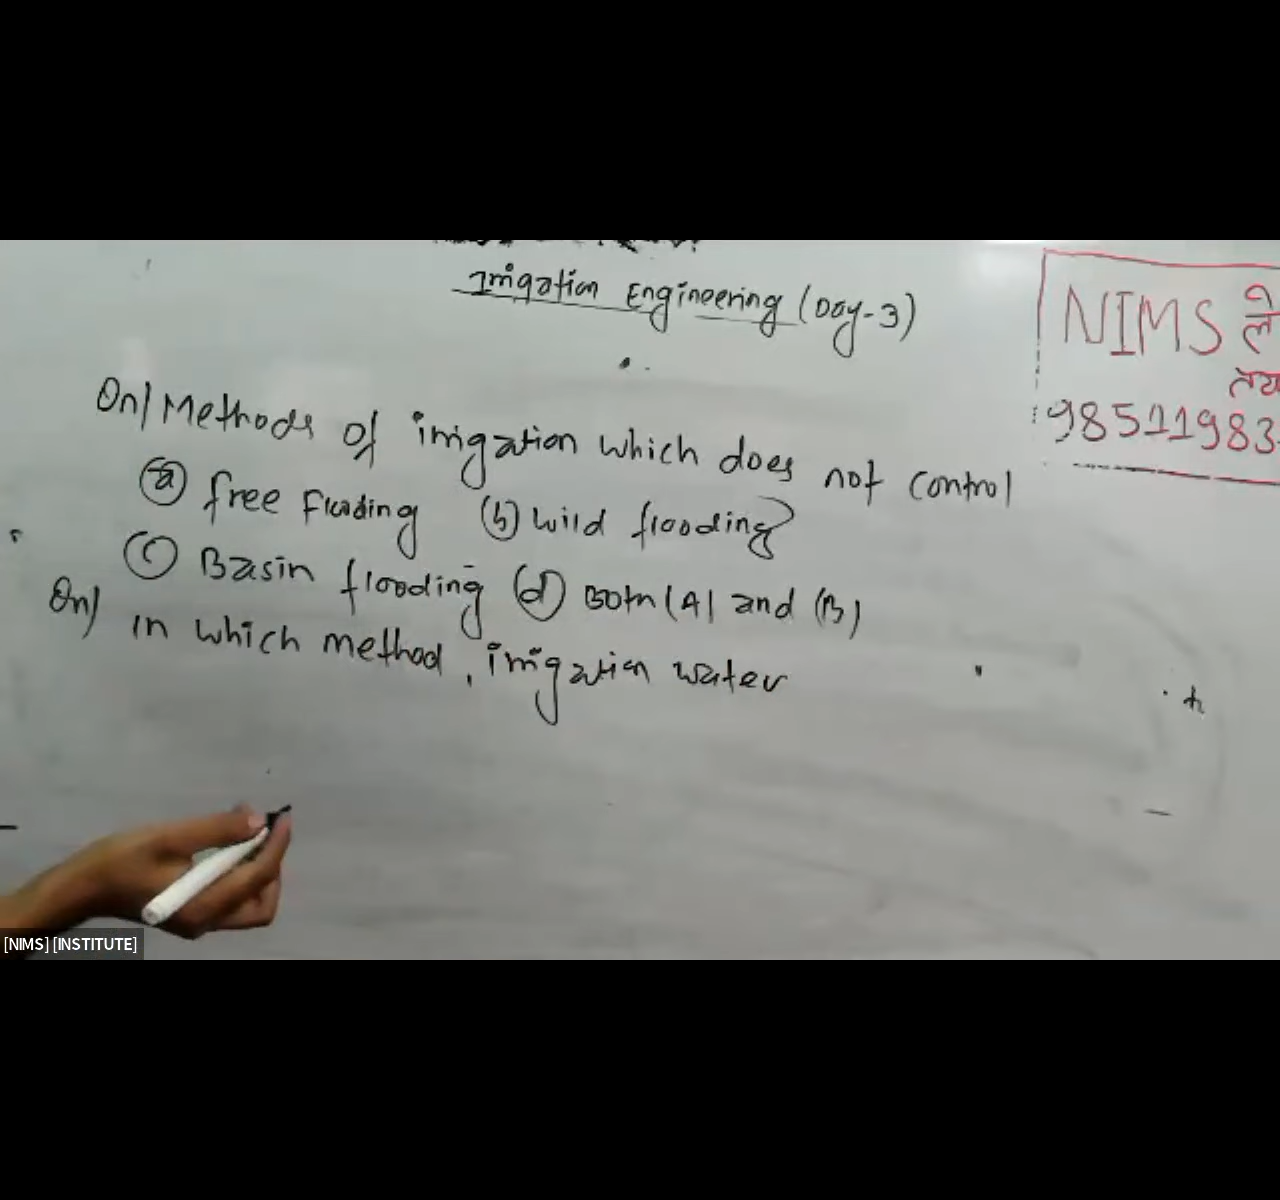 Irrigation Engineering (Day-3)
NIMS ले
98511983
Qn/ Methods of irrigation which does not control
(a) free Flooding (b) wild flooding
(c) Basin flooding (d) Both (A) and (B)
Qn/ in which method, irrigation water
[NIMS] [INSTITUTE]